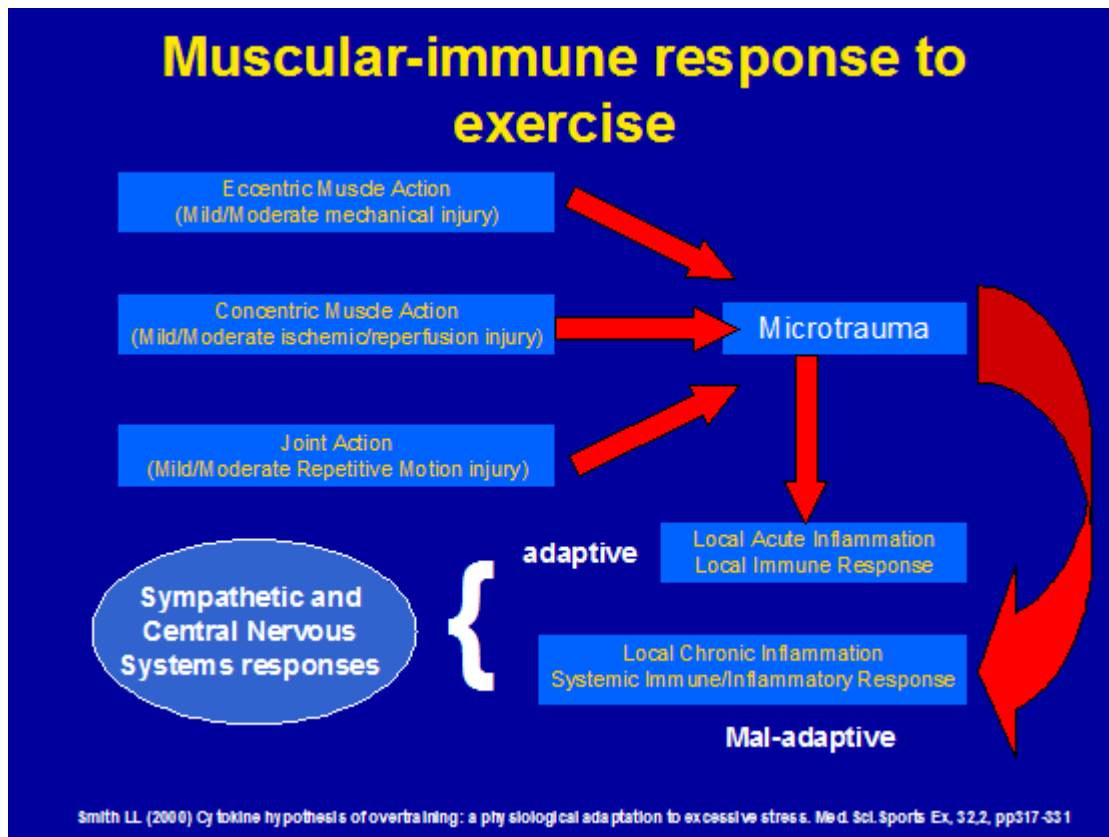 Muscular-immune response to
exercise
Eccentric Muscle Action
(Mild/Moderate mechanical injury)
Concentric Muscle Action
(Mild/Moderate ischemic/reperfusion injury)
Microtrauma
Joint Action
(Mild/Moderate Repetitive Motion injury)
adaptive
Local Acute Inflammation
Local Immune Response
Sympathetic and
Central Nervous
Systems responses
{
Local Chronic Inflammation
Systemic Immune/Inflammatory Response
Mal-adaptive
Smith LL (2000) Cytokine hypothesis of overtraining: a physiological adaptation to excessive stress. Med. Sci. Sports Ex, 32,2, pp317-331